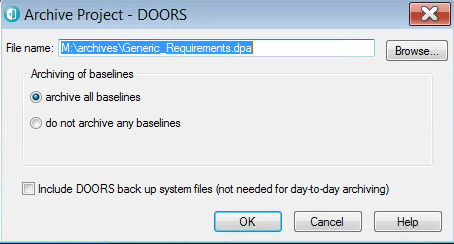 Archive Project - DOORS
File name: M:\archives\Generic_Requirements.dpa Browse...
Archiving of baselines
archive all baselines
do not archive any baselines
Include DOORS back up system files (not needed for day-to-day archiving)
OK Cancel Help